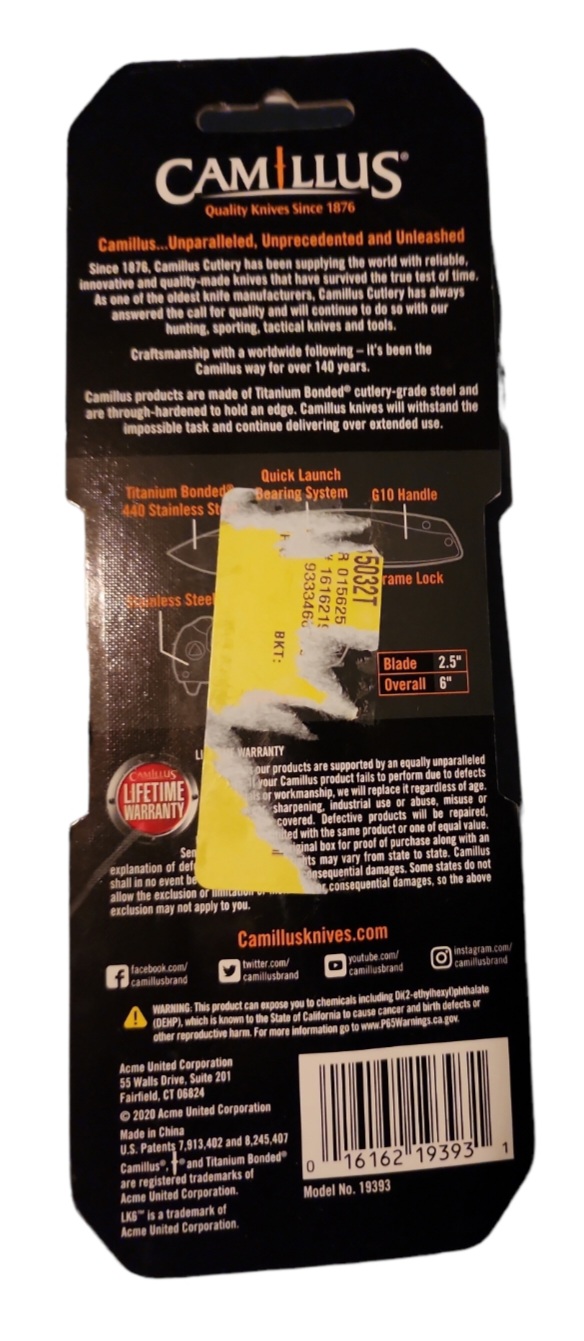 CAMILLUS®
Quality Knives Since 1876
Camillus...Unparalleled, Unprecedented and Unleashed
Since 1876, Camillus Cutlery has been supplying the world with reliable,
innovative and quality-made knives that have survived the true test of time.
As one of the oldest knife manufacturers, Camillus Cutlery has always
answered the call for quality and will continue to do so with our
hunting, sporting, tactical knives and tools.
Craftsmanship with a worldwide following – it's been the
Camillus way for over 140 years.
Camillus products are made of Titanium Bonded® cutlery-grade steel and
are through-hardened to hold an edge. Camillus knives will withstand the
impossible task and continue delivering over extended use.
Quick Launch
Bearing System
Titanium Bonded®
440 Stainless
G10 Handle
Lock
Steel
5032T
R 015625
161621
933346
BKT:
Blade 2.5"
Overall 6"
WARRANTY
our products are supported by an equally unparalleled
your Camillus product fails to perform due to defects
or workmanship, we will replace it regardless of age.
sharpening, industrial use or abuse, misuse or
covered. Defective products will be repaired,
with the same product or one of equal value.
box for proof of purchase along with an
explanation of
may vary from state to state. Camillus
shall in no event be
consequential damages. Some states do not
allow the exclusion or
consequential damages, so the above
exclusion may not apply to you.
CAMILLUS
LIFETIME
WARRANTY
Camillusknives.com
facebook.com/
camillusbrand
twitter.com/
camillusbrand
youtube.com/
camillusbrand
instagram.com/
camillusbrand
WARNING: This product can expose you to chemicals including Di(2-ethylhexyl)phthalate
(DEHP), which is known to the State of California to cause cancer and birth defects or
other reproductive harm. For more information go to www.P65Warnings.ca.gov.
Acme United Corporation
55 Walls Drive, Suite 201
Fairfield, CT 06824
© 2020 Acme United Corporation
Made in China
U.S. Patents 7,913,402 and 8,245,407
Camillus®, ® and Titanium Bonded®
are registered trademarks of
Acme United Corporation.
LK6™ is a trademark of
Acme United Corporation.
0 16162 19393 1
Model No. 19393